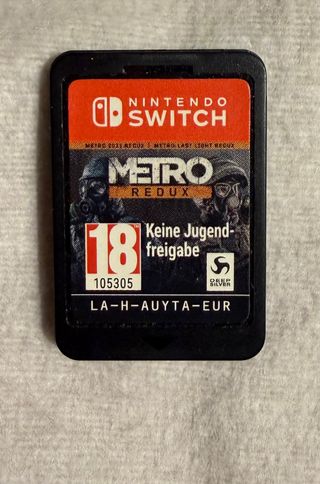 NINTENDO
SWITCH
METRO 2033 REDUX | METRO LAST LIGHT REDUX
METRO
REDUX
18
Keine Jugend-
freigabe
105305
DEEP
SILVER
LA-H-AUYTA-EUR